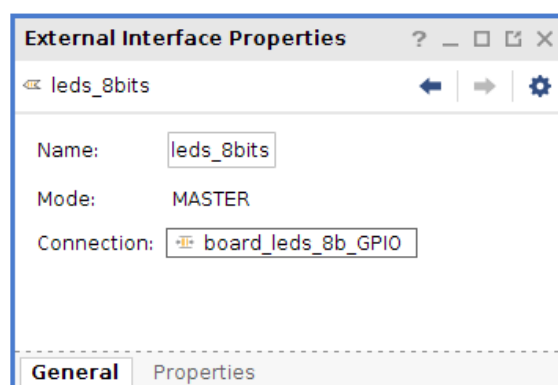 External Interface Properties ? _
leds_8bits
Name: leds_8bits
Mode: MASTER
Connection: board_leds_8b_GPIO
General Properties